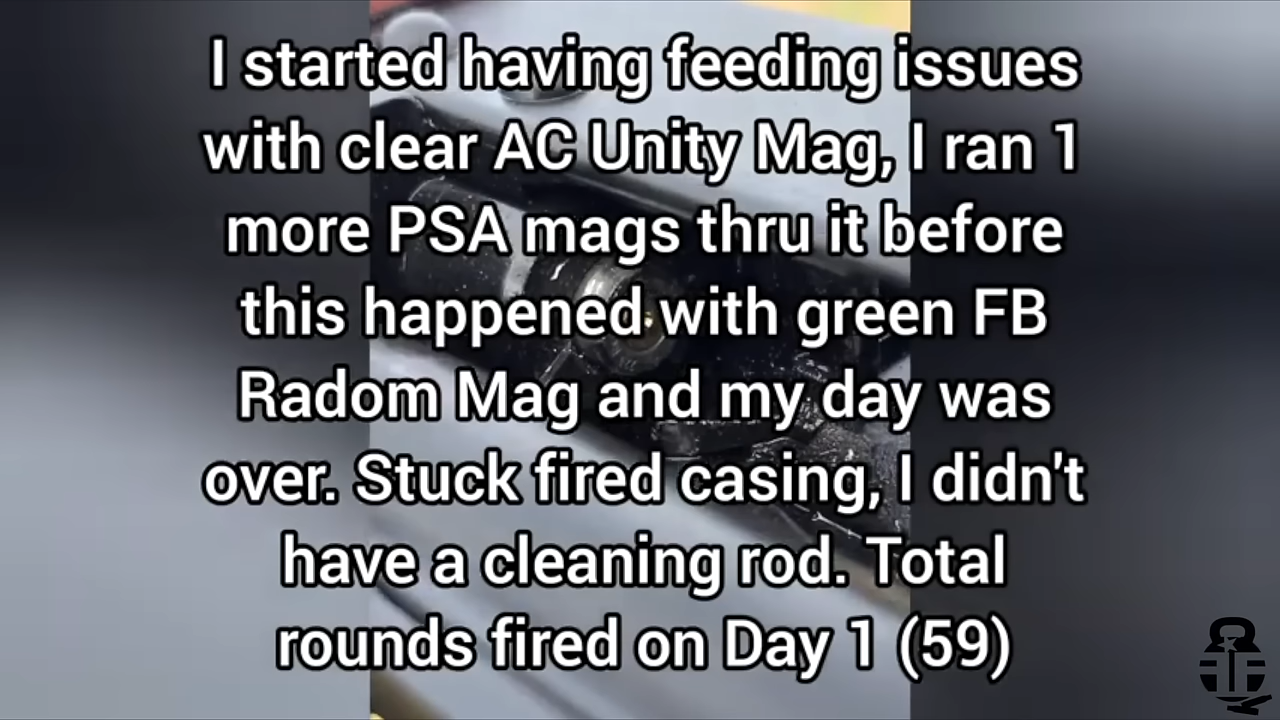 I started having feeding issues
with clear AC Unity Mag, I ran 1
more PSA mags thru it before
this happened with green FB
Radom Mag and my day was
over. Stuck fired casing, I didn't
have a cleaning rod. Total
rounds fired on Day 1 (59)